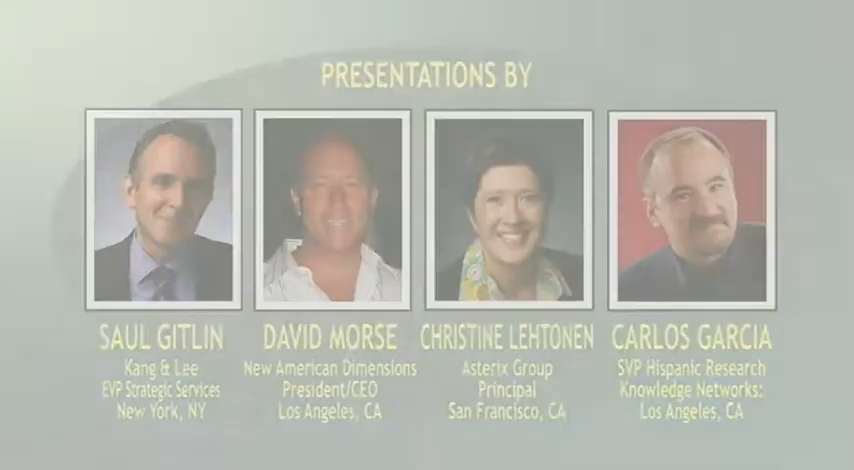 PRESENTATIONS BY
SAUL GITLIN
Kang & Lee
EVP Strategic Services
New York, NY
DAVID MORSE
New American Dimensions
President/CEO
Los Angeles, CA
CHRISTINE LEHTONEN
Asterix Group
Principal
San Francisco, CA
CARLOS GARCIA
SVP Hispanic Research
Knowledge Networks:
Los Angeles, CA